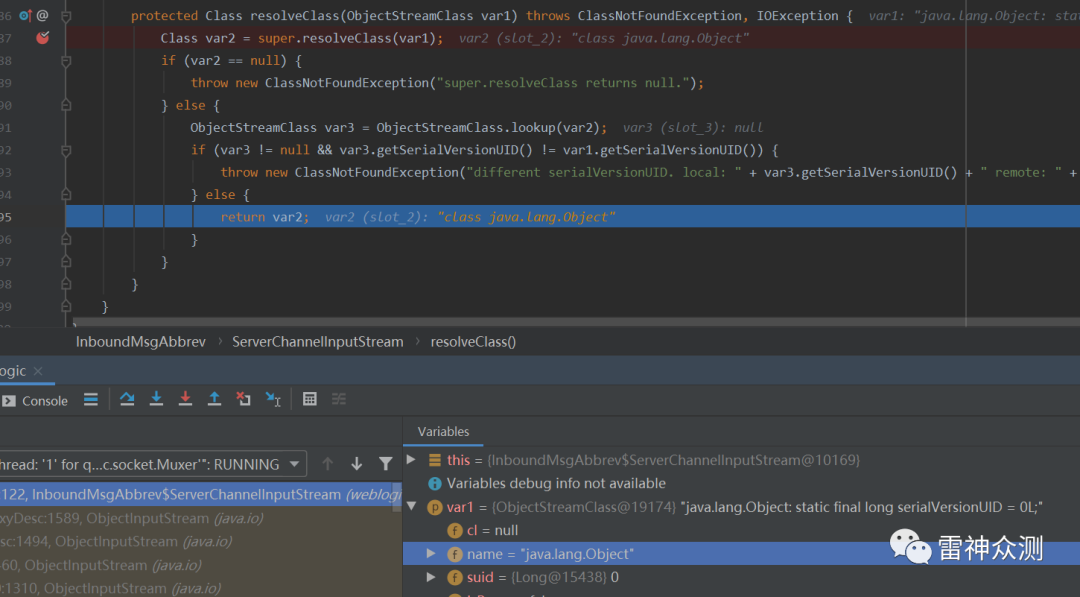 36 @ protected Class resolveClass(ObjectStreamClass var1) throws ClassNotFoundException, IOException { var1: "java.lang.Object: stat
37 Class var2 = super.resolveClass(var1); var2 (slot_2): "class java.lang.Object"
38 if (var2 == null) {
39 throw new ClassNotFoundException("super.resolveClass returns null.");
90 } else {
91 ObjectStreamClass var3 = ObjectStreamClass.lookup(var2); var3 (slot_3): null
92 if (var3 != null && var3.getSerialVersionUID() != var1.getSerialVersionUID()) {
93 throw new ClassNotFoundException("different serialVersionUID. local: " + var3.getSerialVersionUID() + " remote: " +
94 } else {
95 return var2; var2 (slot_2): "class java.lang.Object"
96 }
97 }
98 }
99 }
InboundMsgAbbrev › ServerChannelInputStream › resolveClass()
ogic ×
Console
Variables
hread: '1' for q...c.socket.Muxer'": RUNNING
122, InboundMsgAbbrev$ServerChannelInputStream (weblogi
xyDesc:1589, ObjectInputStream (java.io)
sc:1494, ObjectInputStream (java.io)
60, ObjectInputStream (java.io)
:1310, ObjectInputStream (java.io)
this = {InboundMsgAbbrev$ServerChannelInputStream@10169}
Variables debug info not available
var1 = {ObjectStreamClass@19174} "java.lang.Object: static final long serialVersionUID = 0L;"
cl = null
name = "java.lang.Object"
suid = {Long@15438} 0
雷神众测